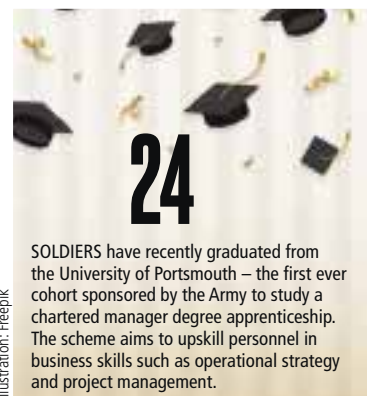 24
SOLDIERS have recently graduated from
the University of Portsmouth – the first ever
cohort sponsored by the Army to study a
chartered manager degree apprenticeship.
The scheme aims to upskill personnel in
business skills such as operational strategy
and project management.
Illustration: Freepik